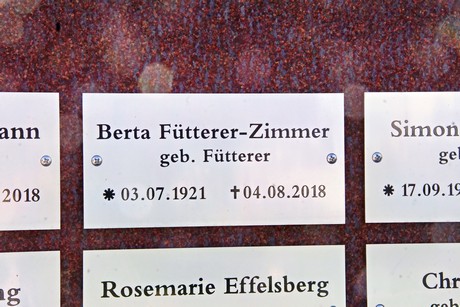 ann
2018
Berta Fütterer-Zimmer
geb. Fütterer
✱ 03.07.1921 ✝04.08.2018
Simon
geb
✱ 17.09.19
ng
Rosemarie Effelsberg
Chr